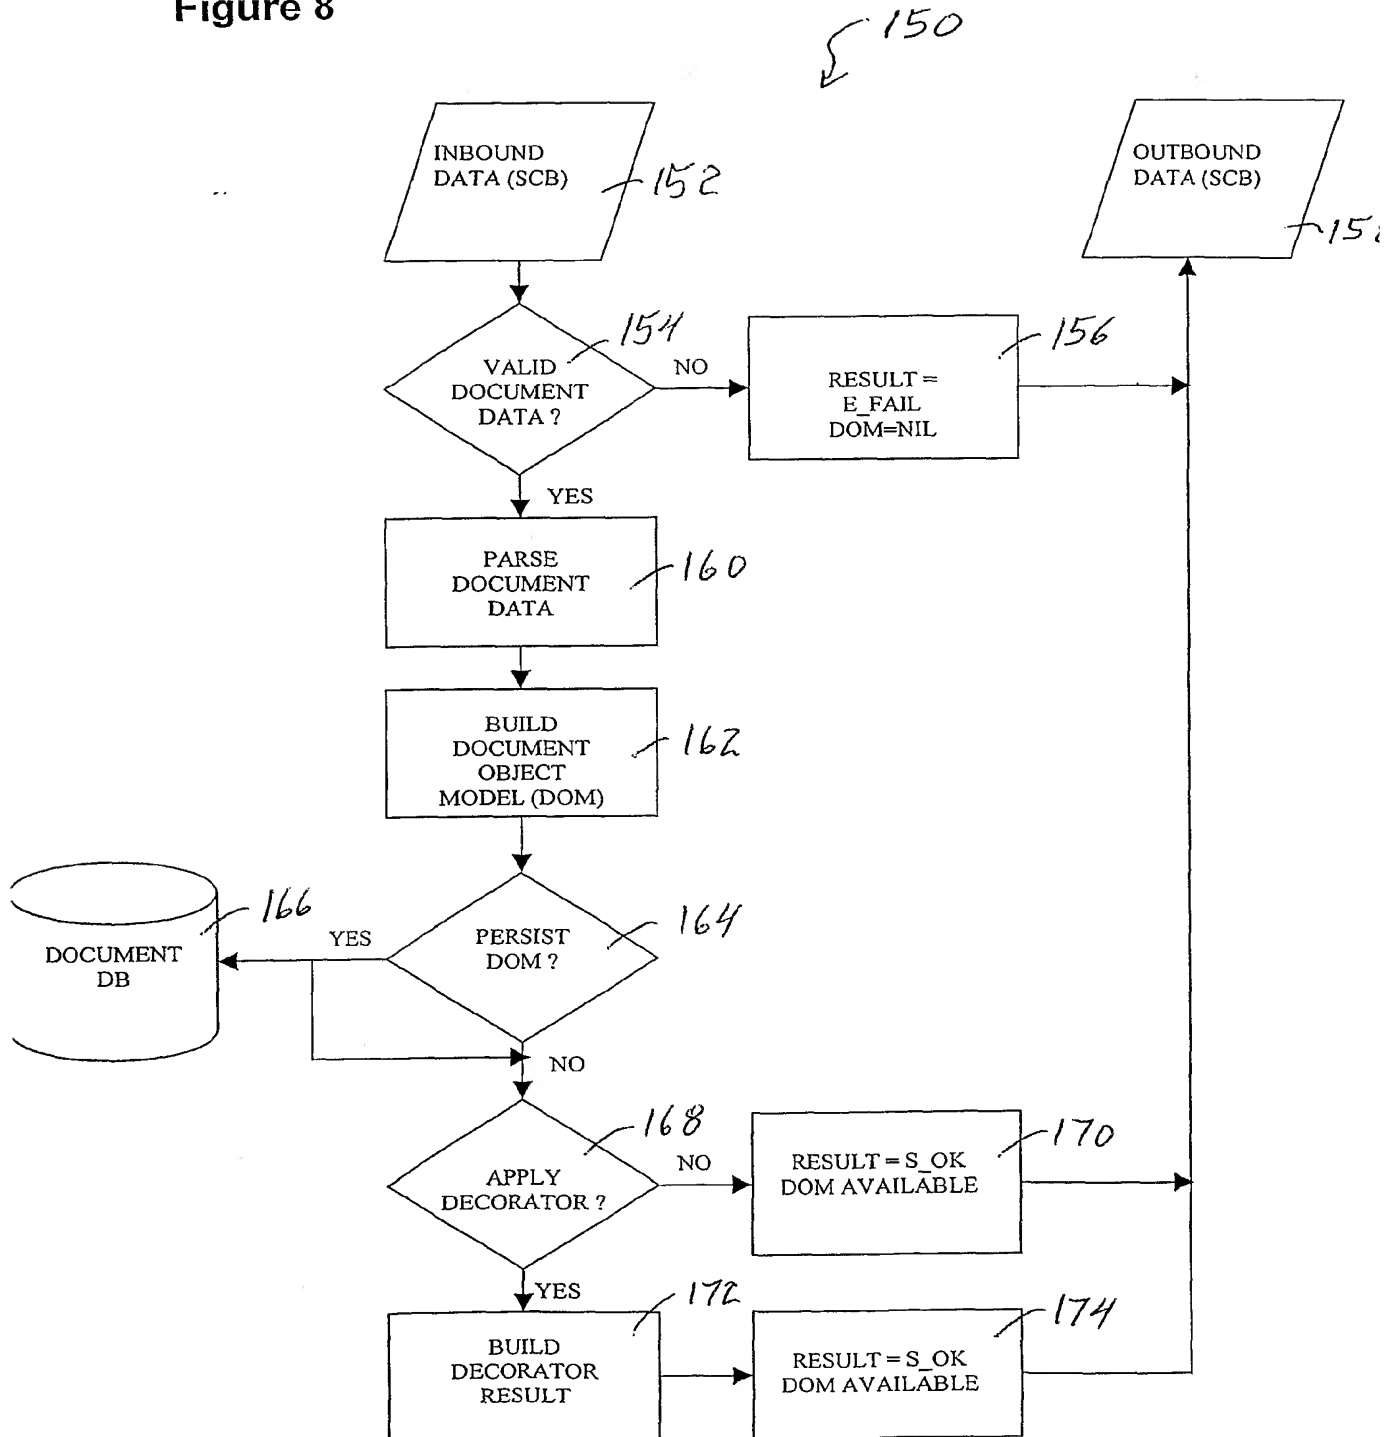 Figure 8
150
INBOUND
DATA (SCB)
152
OUTBOUND
DATA (SCB)
VALID
DOCUMENT
DATA ?
154
NO
RESULT =
E_FAIL
DOM=NIL
156
YES
PARSE
DOCUMENT
DATA
160
BUILD
DOCUMENT
OBJECT
MODEL (DOM)
162
DOCUMENT
DB
166
YES
PERSIST
DOM ?
164
NO
APPLY
DECORATOR ?
168
NO
RESULT = S_OK
DOM AVAILABLE
170
YES
BUILD
DECORATOR
RESULT
172
RESULT = S_OK
DOM AVAILABLE
174